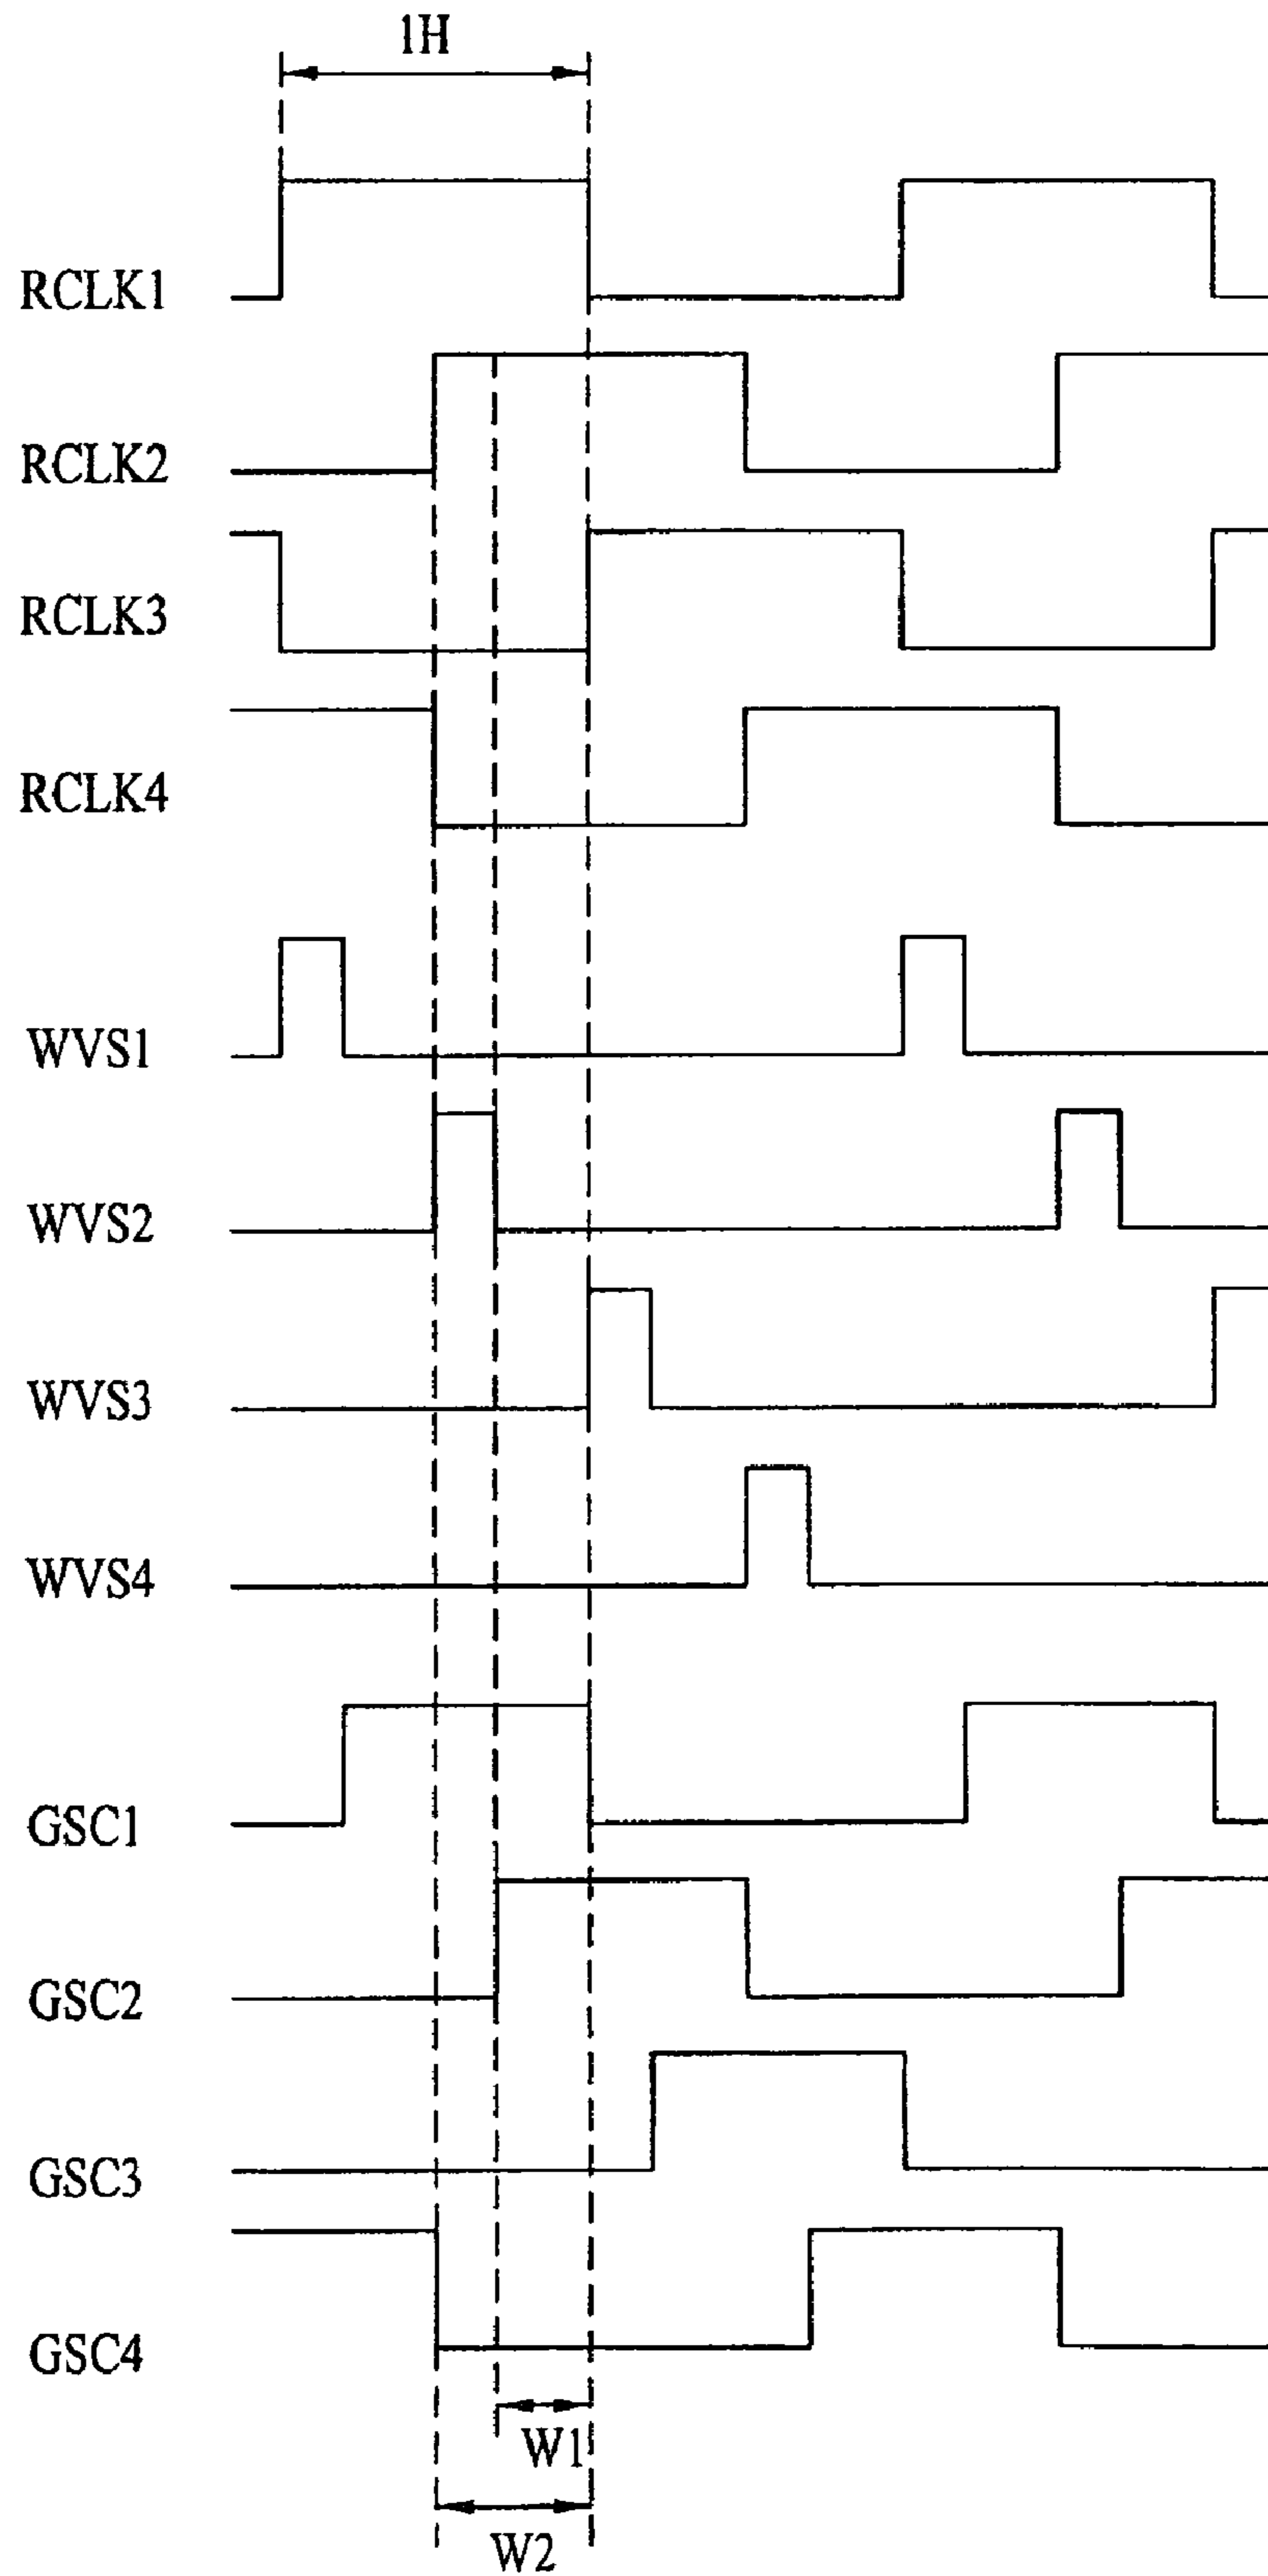 1H
RCLK1
RCLK2
RCLK3
RCLK4
WVS1
WVS2
WVS3
WVS4
GSC1
GSC2
GSC3
GSC4
W1
W2